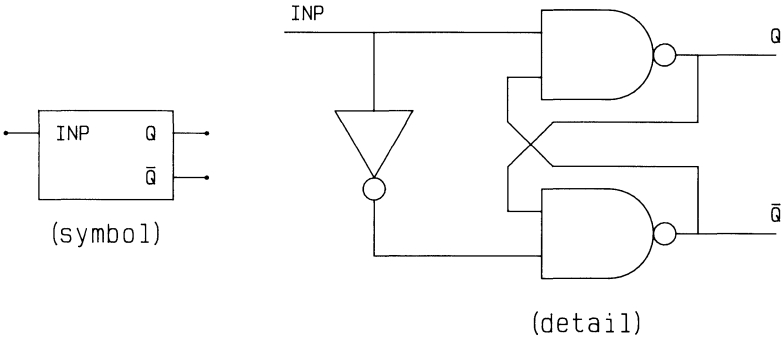 INP
Q
INP Q
Q̄
(symbol)
Q̄
(detail)